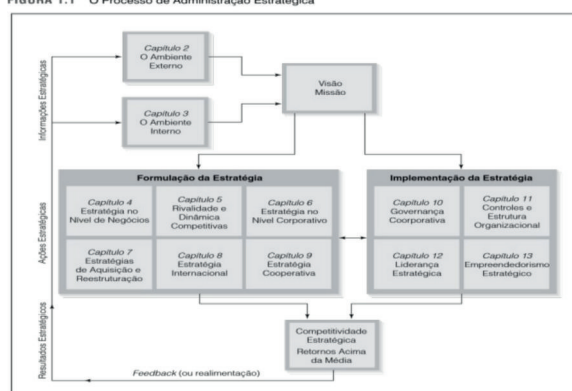 FIGURA 1.1 O Processo de Administração Estratégica
Informações Estratégicas
Capítulo 2
O Ambiente
Externo
Capítulo 3
O Ambiente
Interno
Visão
Missão
Ações Estratégicas
Formulação da Estratégia
Capítulo 4
Estratégia no
Nível de Negócios
Capítulo 5
Rivalidade e
Dinâmica
Competitivas
Capítulo 6
Estratégia no
Nível Corporativo
Capítulo 7
Estratégias
de Aquisição e
Reestruturação
Capítulo 8
Estratégia
Internacional
Capítulo 9
Estratégia
Cooperativa
Implementação da Estratégia
Capítulo 10
Governança
Coorporativa
Capítulo 11
Controles e
Estrutura
Organizacional
Capítulo 12
Liderança
Estratégica
Capítulo 13
Empreendedorismo
Estratégico
Resultados Estratégicos
Competitividade
Estratégica
Retornos Acima
da Média
Feedback (ou realimentação)